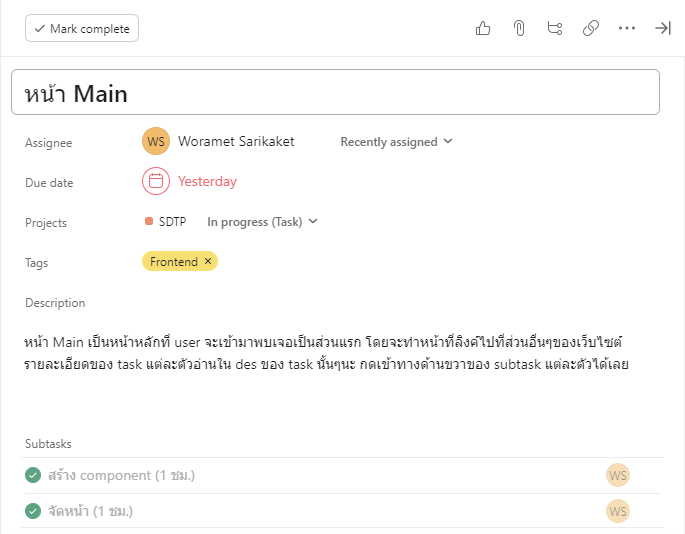 Mark complete
หน้า Main
Assignee WS Woramet Sarikaket Recently assigned
Due date Yesterday
Projects SDTP In progress (Task)
Tags Frontend ×
Description
หน้า Main เป็นหน้าหลักที่ user จะเข้ามาพบเจอเป็นส่วนแรก โดยจะทำหน้าที่ลิงค์ไปที่ส่วนอื่นๆของเว็บไซต์
รายละเอียดของ task แต่ละตัวอ่านใน des ของ task นั้นๆนะ กดเข้าทางด้านขวาของ subtask แต่ละตัวได้เลย
Subtasks
สร้าง component (1 ชม.) WS
จัดหน้า (1 ชม.) WS